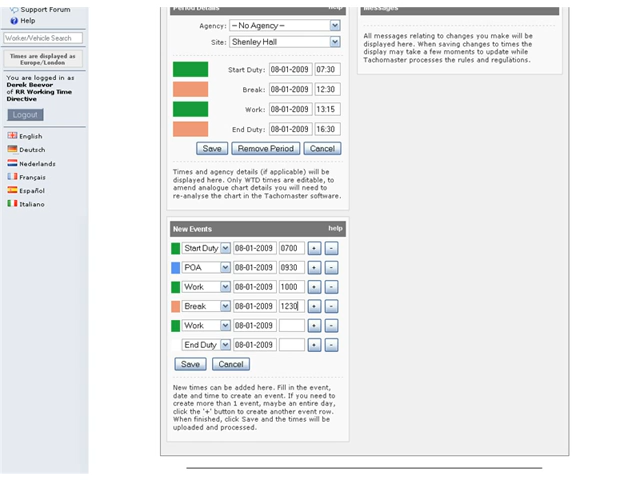 Support Forum
Help
Worker/Vehicle Search
Times are displayed as
Europe/London
You are logged in as
Derek Beevor
of RR Working Time
Directive
Logout
English
Deutsch
Nederlands
Français
Español
Italiano
Period Details help
Agency: -- No Agency --
Site: Shenley Hall
Start Duty: 08-01-2009 07:30
Break: 08-01-2009 12:30
Work: 08-01-2009 13:15
End Duty: 08-01-2009 16:30
Save Remove Period Cancel
Times and agency details (if applicable) will be
displayed here. Only WTD times are editable, to
amend analogue chart details you will need to
re-analyse the chart in the Tachomaster software.
New Events help
Start Duty 08-01-2009 0700 + -
POA 08-01-2009 0930 + -
Work 08-01-2009 1000 + -
Break 08-01-2009 1230 + -
Work 08-01-2009 + -
End Duty 08-01-2009 + -
Save Cancel
New times can be added here. Fill in the event,
date and time to create an event. If you need to
create more than 1 event, maybe an entire day,
click the '+' button to create another event row.
When finished, click Save and the times will be
uploaded and processed.
Messages
All messages relating to changes you make will be
displayed here. When saving changes to times the
display may take a few moments to update while
Tachomaster processes the rules and regulations.